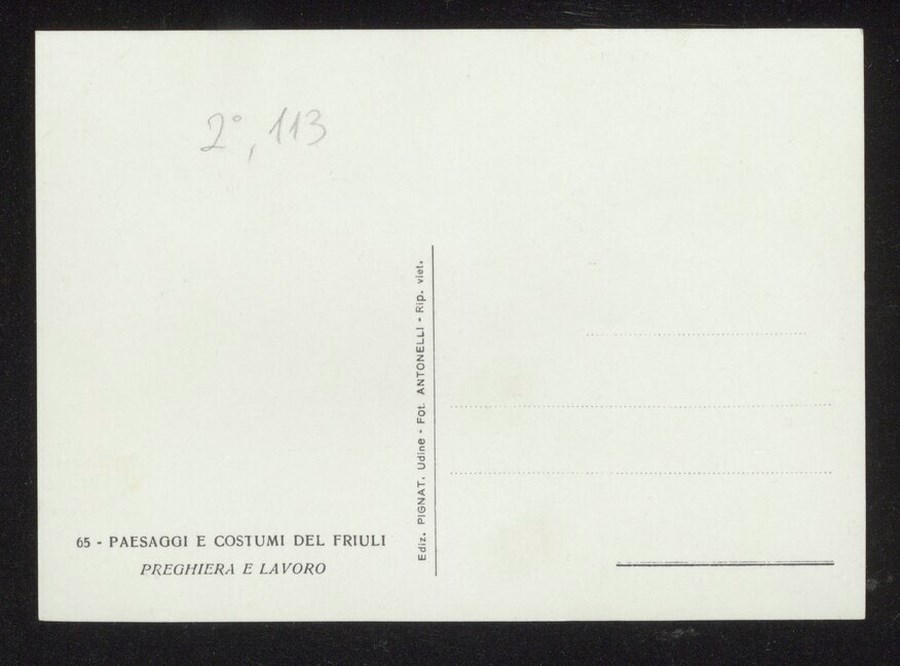 2°, 113
Ediz. PIGNAT, Udine - Fot. ANTONELLI - Rip. viet.
65 - PAESAGGI E COSTUMI DEL FRIULI
PREGHIERA E LAVORO